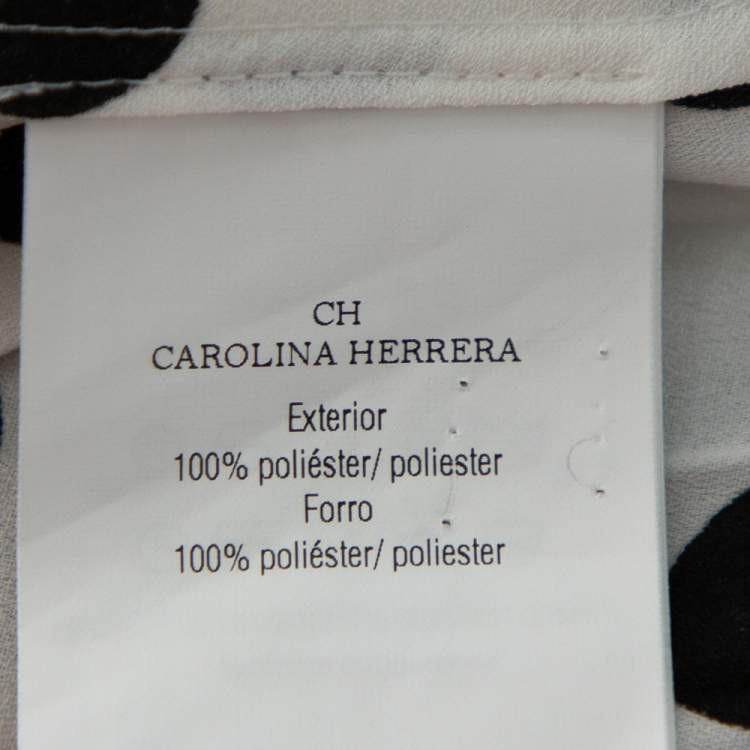 CH
CAROLINA HERRERA
Exterior
100% poliéster/ poliester
Forro
100% poliéster/ poliester